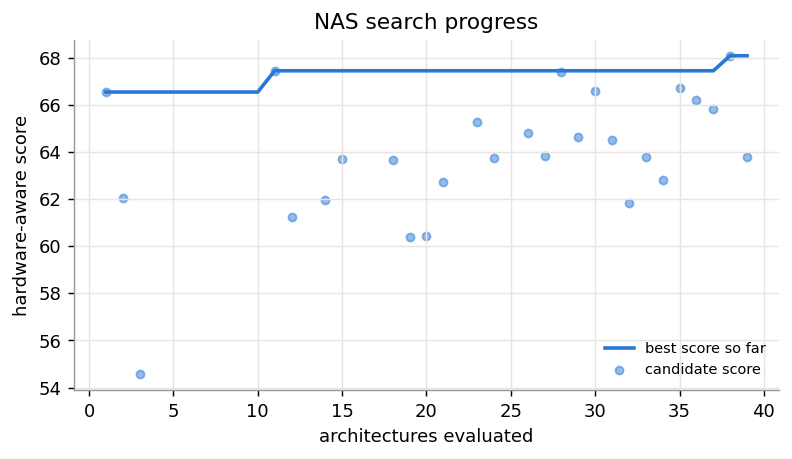 NAS search progress
hardware-aware score
68
66
64
62
60
58
56
54
best score so far
candidate score
0 5 10 15 20 25 30 35 40
architectures evaluated